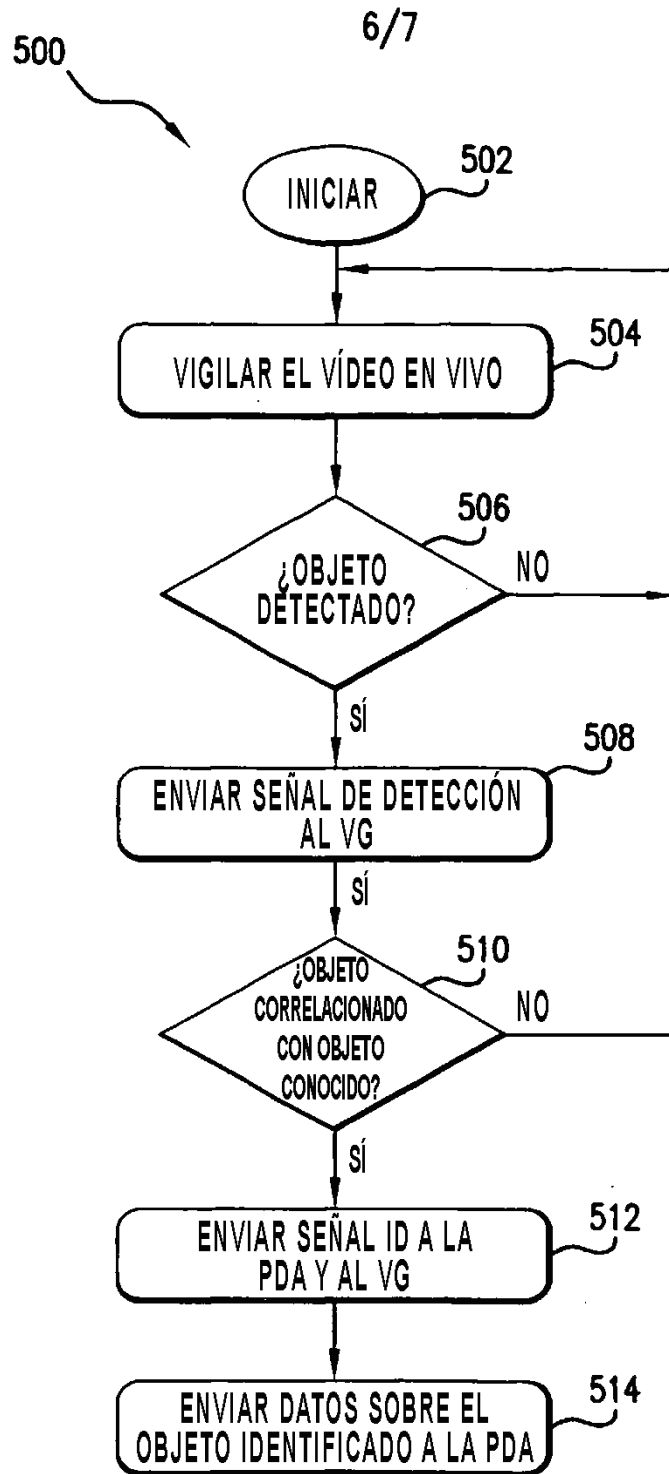 6/7
500
502
INICIAR
504
VIGILAR EL VÍDEO EN VIVO
506
¿OBJETO
DETECTADO?
NO
SÍ
508
ENVIAR SEÑAL DE DETECCIÓN
AL VG
SÍ
510
¿OBJETO
CORRELACIONADO
CON OBJETO
CONOCIDO?
NO
SÍ
512
ENVIAR SEÑAL ID A LA
PDA Y AL VG
514
ENVIAR DATOS SOBRE EL
OBJETO IDENTIFICADO A LA PDA